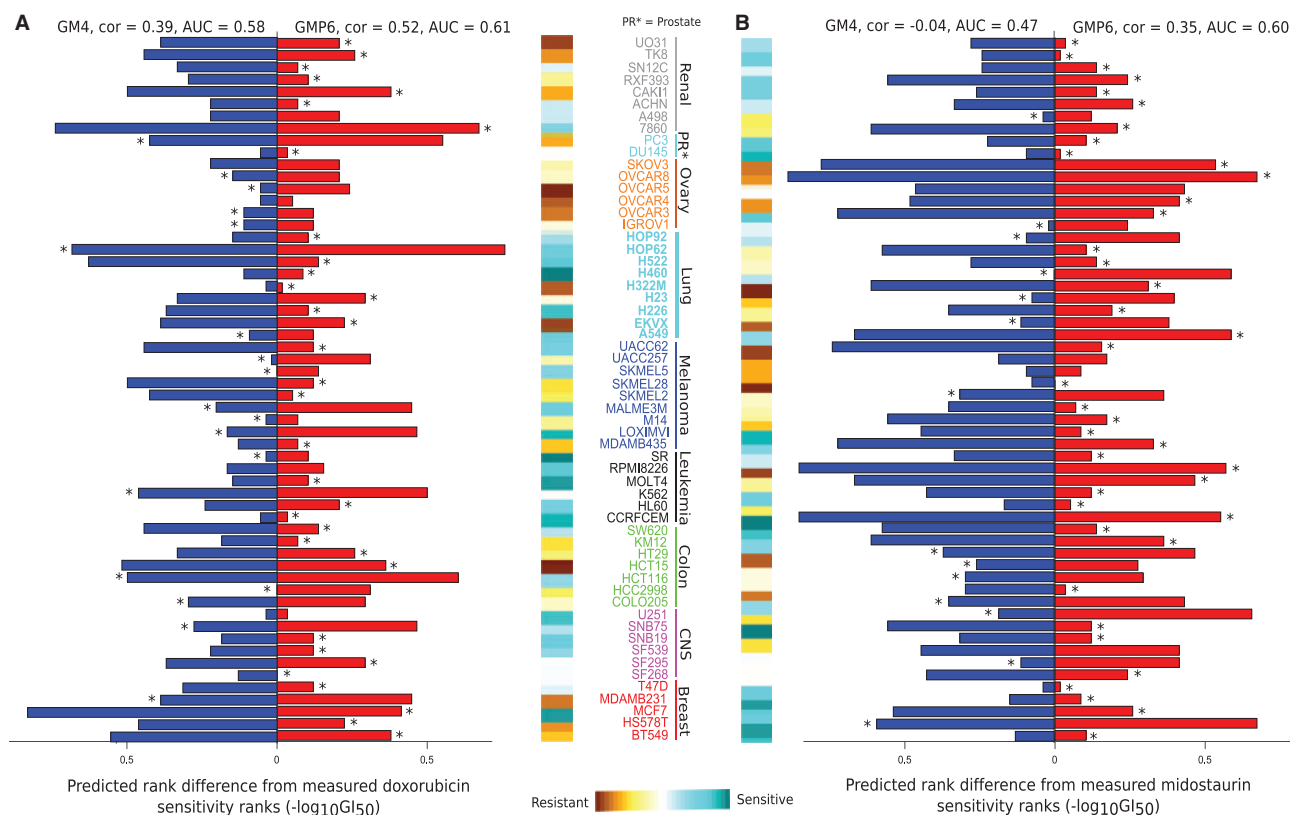 A
GM4, cor = 0.39, AUC = 0.58
GMP6, cor = 0.52, AUC = 0.61
PR* = Prostate
B
GM4, cor = -0.04, AUC = 0.47
GMP6, cor = 0.35, AUC = 0.60
UO31
TK8
SN12C
RXF393
CAKI1
ACHN
A498
7860
Renal
PC3
DU145
PR*
SKOV3
OVCAR8
OVCAR5
OVCAR4
OVCAR3
IGROV1
Ovary
HOP92
HOP62
H522
H460
H322M
H23
H226
EKVX
A549
Lung
UACC62
UACC257
SKMEL5
SKMEL28
SKMEL2
MALME3M
M14
LOXIMVI
MDAMB435
Melanoma
SR
RPMI8226
MOLT4
K562
HL60
CCRFCEM
Leukemia
SW620
KM12
HT29
HCT15
HCT116
HCC2998
COLO205
Colon
U251
SNB75
SNB19
SF539
SF295
SF268
CNS
T47D
MDAMB231
MCF7
HS578T
BT549
Breast
0.5 0 0.5
0.5 0 0.5
Predicted rank difference from measured doxorubicin
sensitivity ranks (-log10GI50)
Resistant
Sensitive
Predicted rank difference from measured midostaurin
sensitivity ranks (-log10GI50)